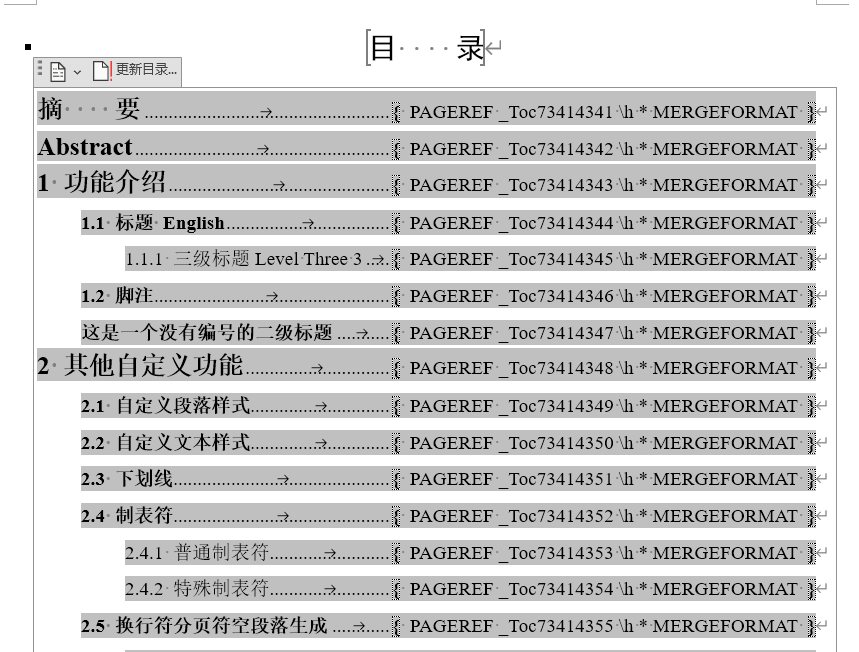 目 录
更新目录...
摘 要 { PAGEREF _Toc73414341 \h * MERGEFORMAT }
Abstract { PAGEREF _Toc73414342 \h * MERGEFORMAT }
1 功能介绍 { PAGEREF _Toc73414343 \h * MERGEFORMAT }
1.1 标题 English { PAGEREF _Toc73414344 \h * MERGEFORMAT }
1.1.1 三级标题 Level Three 3 { PAGEREF _Toc73414345 \h * MERGEFORMAT }
1.2 脚注 { PAGEREF _Toc73414346 \h * MERGEFORMAT }
这是一个没有编号的二级标题 { PAGEREF _Toc73414347 \h * MERGEFORMAT }
2 其他自定义功能 { PAGEREF _Toc73414348 \h * MERGEFORMAT }
2.1 自定义段落样式 { PAGEREF _Toc73414349 \h * MERGEFORMAT }
2.2 自定义文本样式 { PAGEREF _Toc73414350 \h * MERGEFORMAT }
2.3 下划线 { PAGEREF _Toc73414351 \h * MERGEFORMAT }
2.4 制表符 { PAGEREF _Toc73414352 \h * MERGEFORMAT }
2.4.1 普通制表符 { PAGEREF _Toc73414353 \h * MERGEFORMAT }
2.4.2 特殊制表符 { PAGEREF _Toc73414354 \h * MERGEFORMAT }
2.5 换行符分页符空段落生成 { PAGEREF _Toc73414355 \h * MERGEFORMAT }